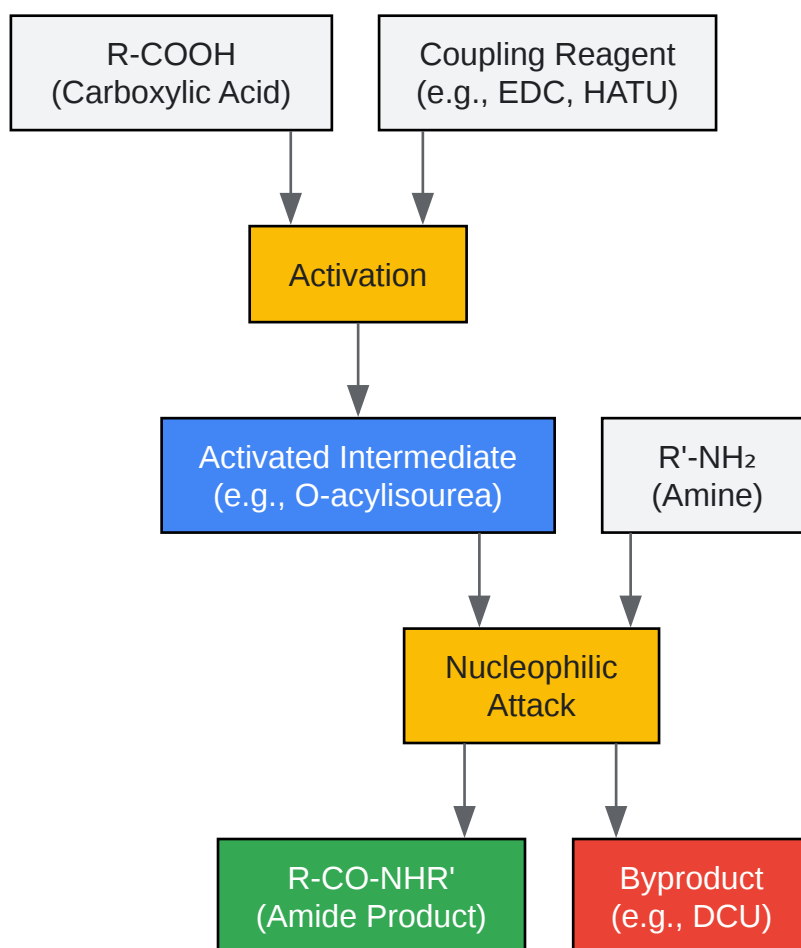 R-COOH
(Carboxylic Acid)
Coupling Reagent
(e.g., EDC, HATU)
Activation
Activated Intermediate
(e.g., O-acylisourea)
R'-NH₂
(Amine)
Nucleophilic
Attack
R-CO-NHR'
(Amide Product)
Byproduct
(e.g., DCU)